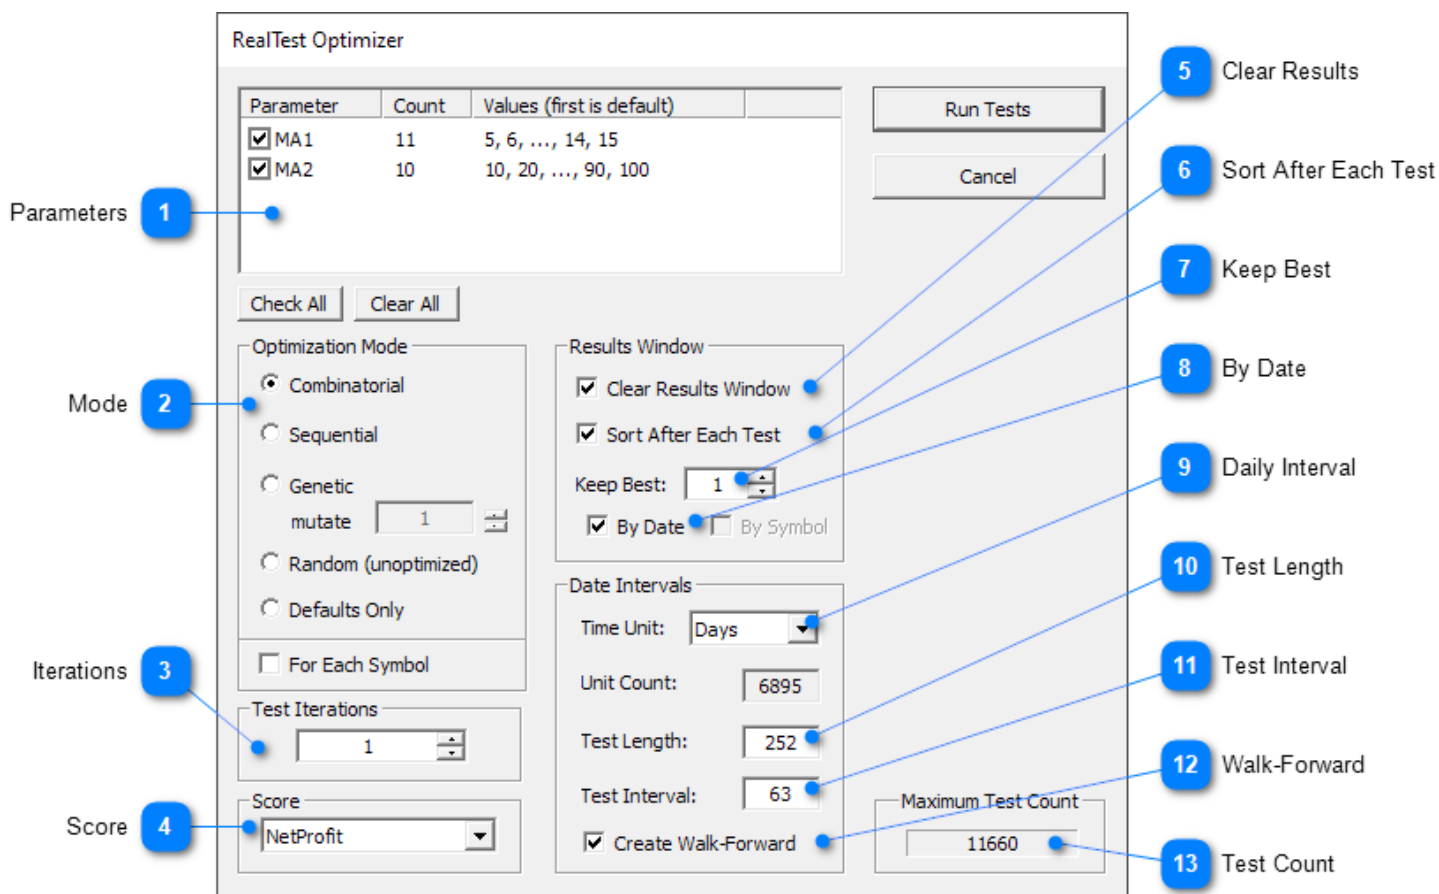 RealTest Optimizer
Parameter Count Values (first is default)
MA1 11 5, 6, ..., 14, 15
MA2 10 10, 20, ..., 90, 100
Run Tests
Cancel
Check All Clear All
Optimization Mode
Combinatorial
Sequential
Genetic
mutate 1
Random (unoptimized)
Defaults Only
For Each Symbol
Test Iterations
1
Score
NetProfit
Results Window
Clear Results Window
Sort After Each Test
Keep Best: 1
By Date By Symbol
Date Intervals
Time Unit: Days
Unit Count: 6895
Test Length: 252
Test Interval: 63
Create Walk-Forward
Maximum Test Count
11660
Parameters 1
Mode 2
Iterations 3
Score 4
5 Clear Results
6 Sort After Each Test
7 Keep Best
8 By Date
9 Daily Interval
10 Test Length
11 Test Interval
12 Walk-Forward
13 Test Count